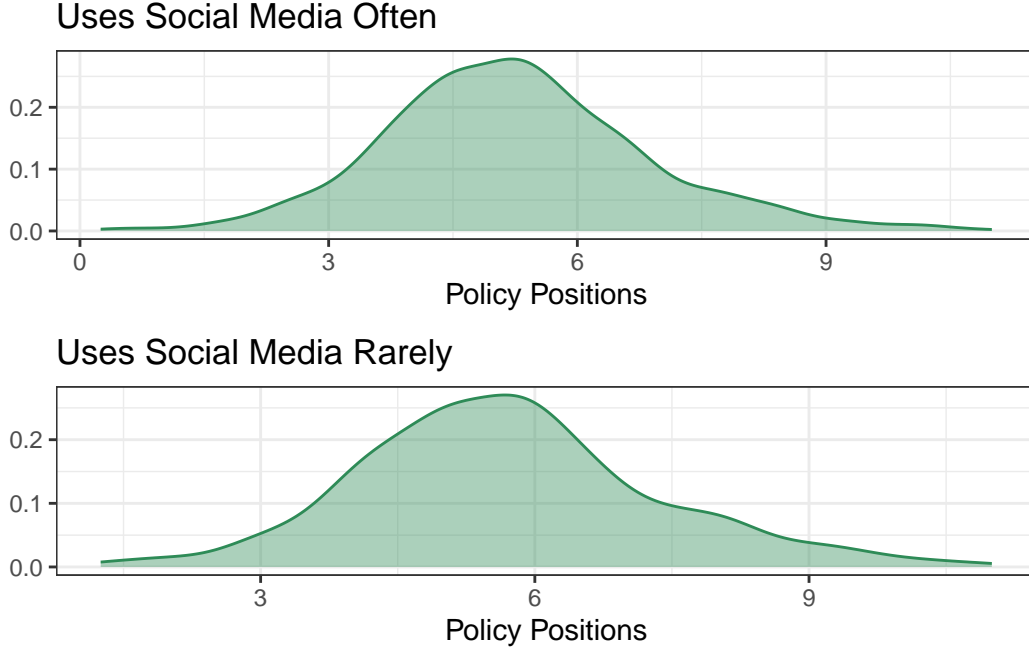 Uses Social Media Often
0.2
0.1
0.0
0 3 6 9
Policy Positions
Uses Social Media Rarely
0.2
0.1
0.0
3 6 9
Policy Positions